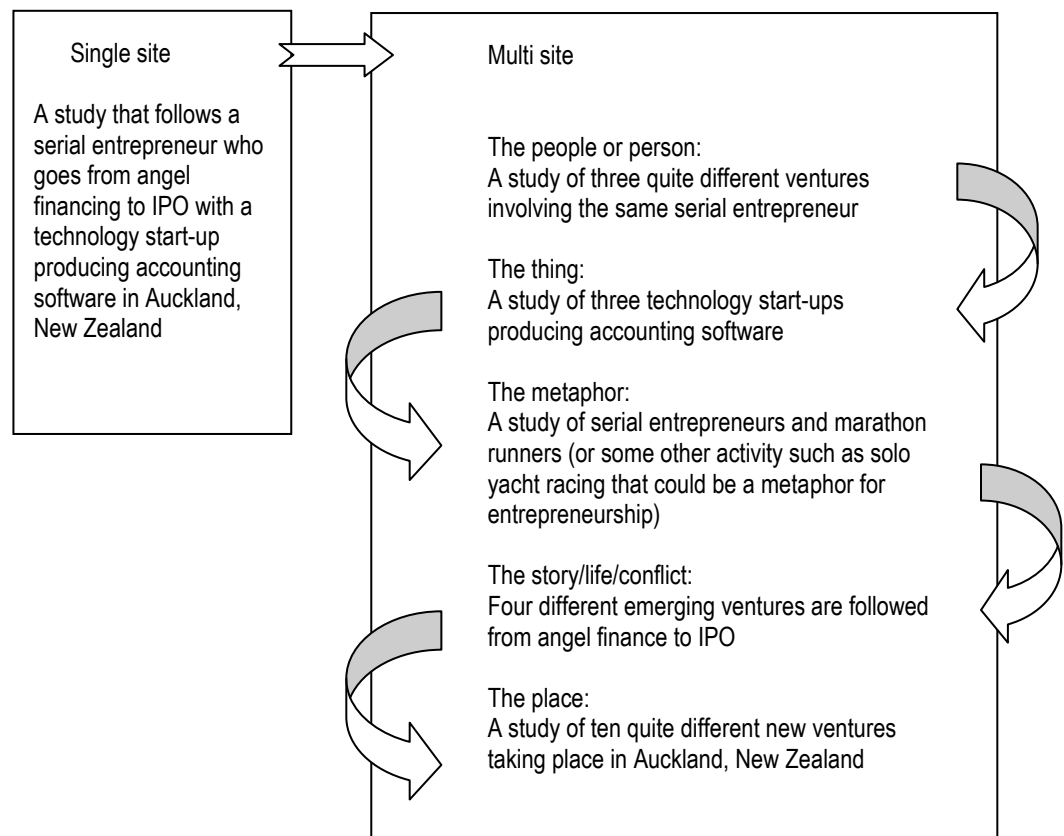 Single site
A study that follows a
serial entrepreneur who
goes from angel
financing to IPO with a
technology start-up
producing accounting
software in Auckland,
New Zealand
Multi site
The people or person:
A study of three quite different ventures
involving the same serial entrepreneur
The thing:
A study of three technology start-ups
producing accounting software
The metaphor:
A study of serial entrepreneurs and marathon
runners (or some other activity such as solo
yacht racing that could be a metaphor for
entrepreneurship)
The story/life/conflict:
Four different emerging ventures are followed
from angel finance to IPO
The place:
A study of ten quite different new ventures
taking place in Auckland, New Zealand